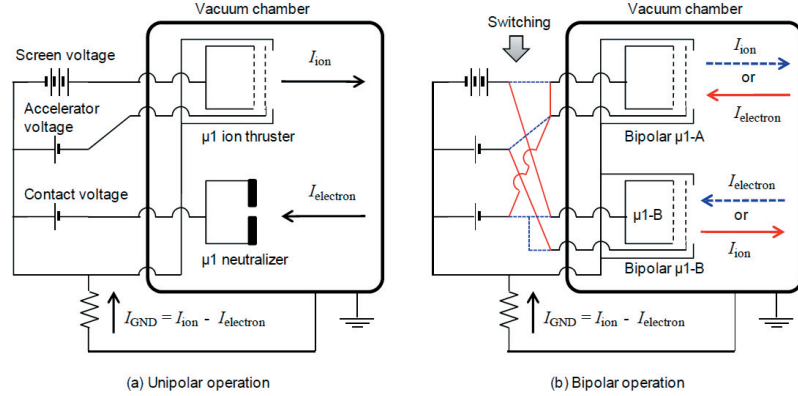 Vacuum chamber
Screen voltage
I_ion
Accelerator
voltage
μ1 ion thruster
Contact voltage
I_electron
μ1 neutralizer
I_GND = I_ion - I_electron
(a) Unipolar operation
Vacuum chamber
Switching
I_ion
or
I_electron
Bipolar μ1-A
I_electron
μ1-B
or
I_ion
Bipolar μ1-B
I_GND = I_ion - I_electron
(b) Bipolar operation